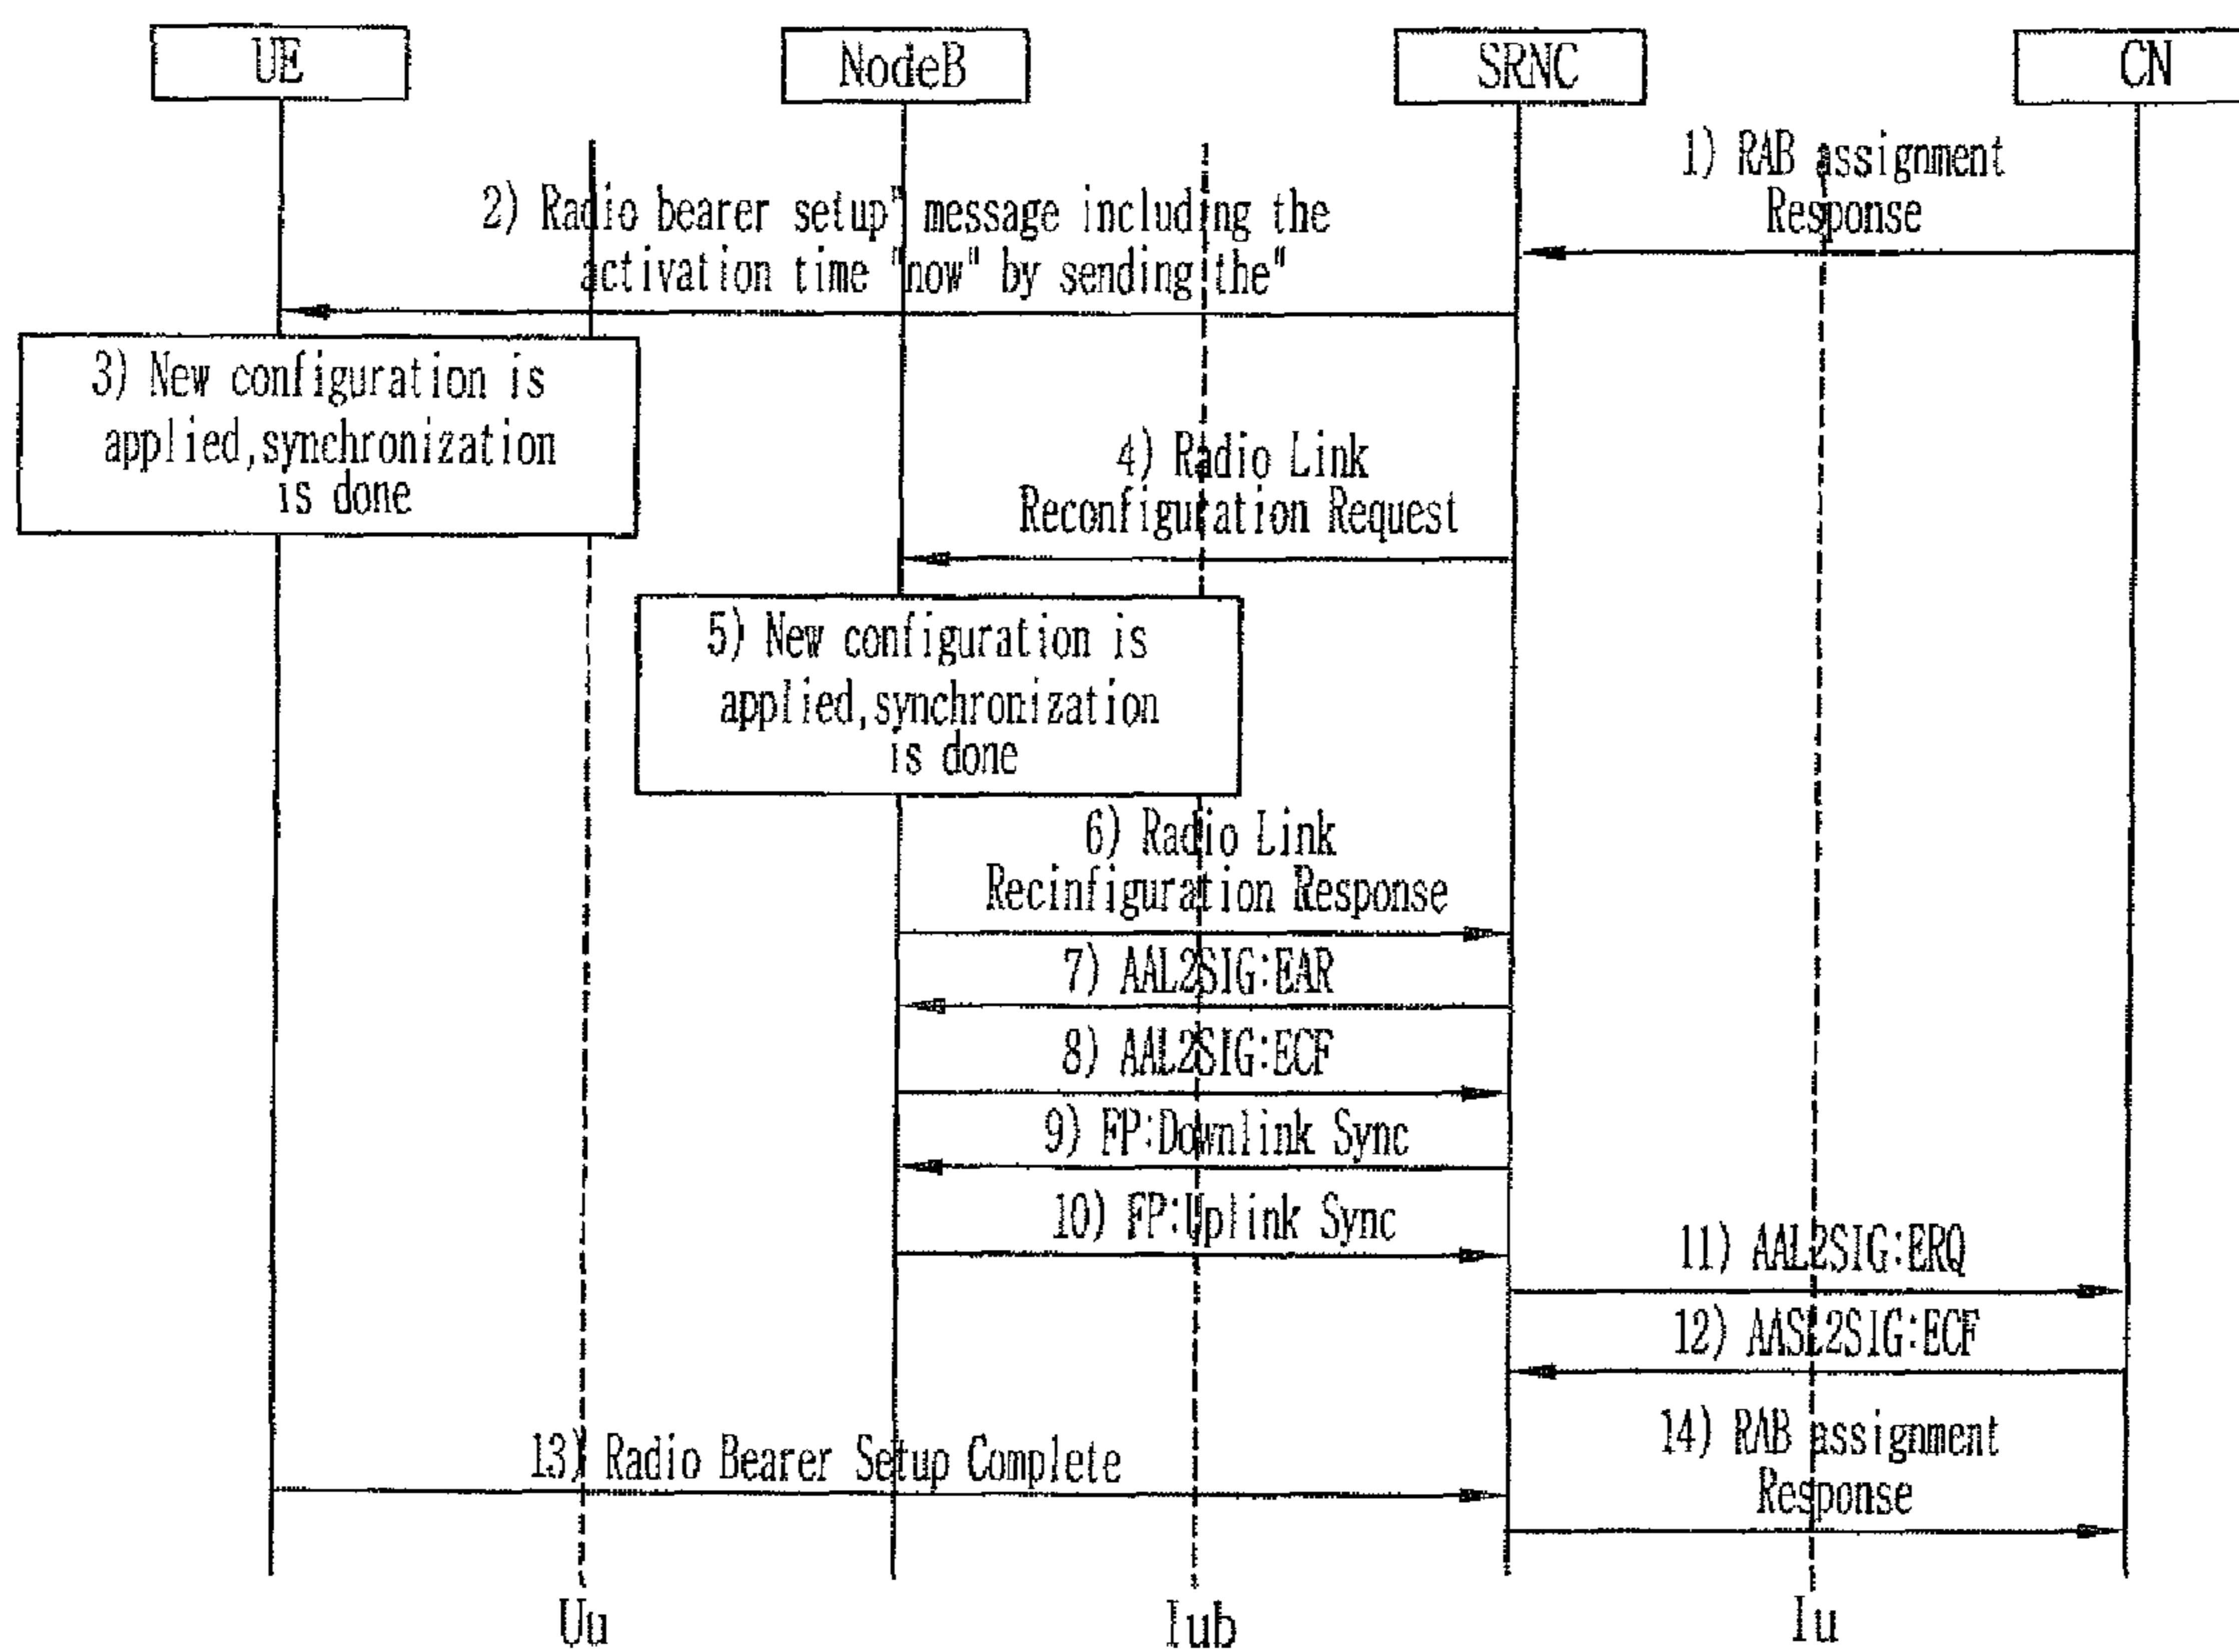 UE
NodeB
SRNC
CN
1) RAB assignment
Response
2) Radio bearer setup" message including the
activation time "now" by sending the"
3) New configuration is
applied,synchronization
is done
4) Radio Link
Reconfiguration Request
5) New configuration is
applied,synchronization
is done
6) Radio Link
Recinfiguration Response
7) AAL2SIG:EAR
8) AAL2SIG:ECF
9) FP:Downlink Sync
10) FP:Uplink Sync
11) AAL2SIG:ERQ
12) AASL2SIG:ECF
13) Radio Bearer Setup Complete
14) RAB assignment
Response
Uu
Iub
Iu